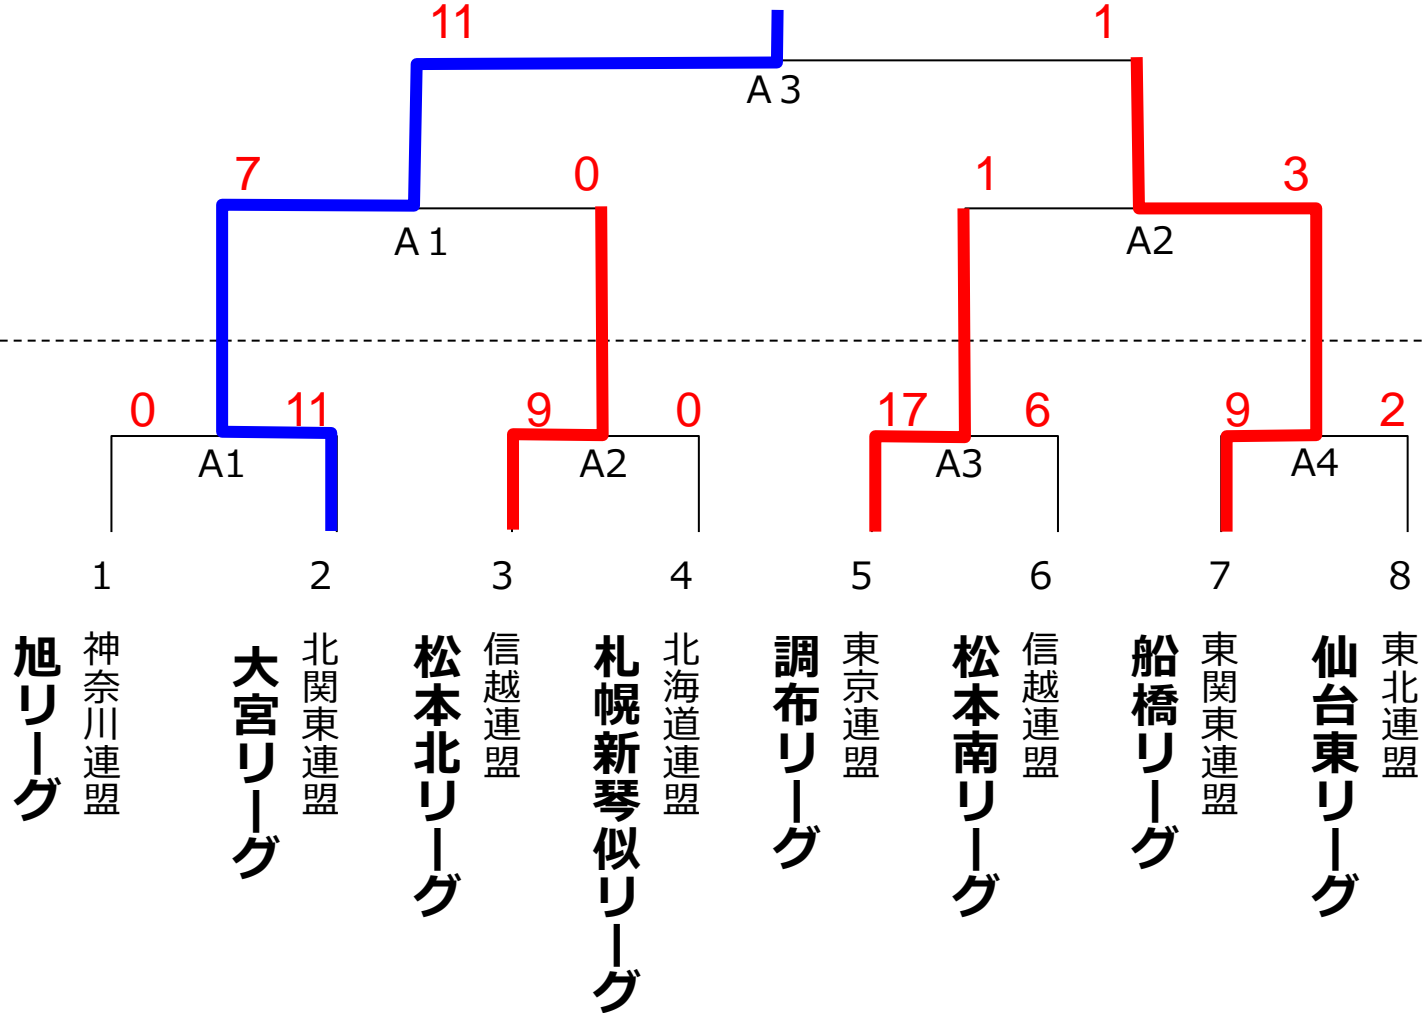 11
1
A３
7
0
1
3
A１
A2
0
11
9
0
17
6
9
2
A1
A2
A3
A4
1
2
3
4
5
6
7
8
旭リーグ
神奈川連盟
大宮リーグ
北関東連盟
松本北リーグ
信越連盟
札幌新琴似リーグ
北海道連盟
調布リーグ
東京連盟
松本南リーグ
信越連盟
船橋リーグ
東関東連盟
仙台東リーグ
東北連盟